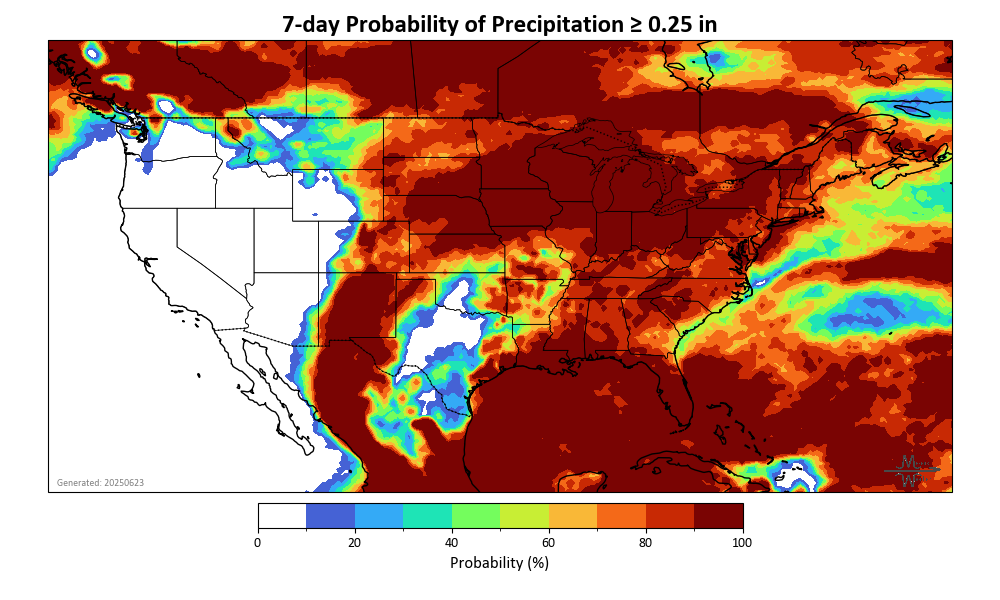 7-day Probability of Precipitation ≥ 0.25 in
Generated: 20250623
0 20 40 60 80 100
Probability (%)